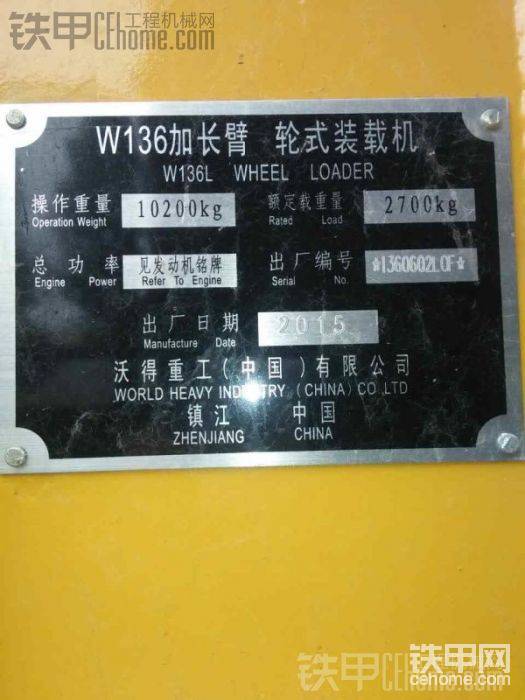 铁甲工程机械网
CEhome.com
W136加长臂 轮式装载机
W136L WHEEL LOADER
操作重量 10200kg 额定载重量 2700kg
Operation Weight Rated Load
总功率 见发动机铭牌 出厂编号 *1360602L0F*
Engine Power Refer To Engine Serial No.
出厂日期 2015
Manufacture Date
沃得重工(中国)有限公司
WORLD HEAVY INDUSTRY (CHINA) CO.,LTD
镇江 中国
ZHENJIANG CHINA
铁甲网
cehome.com